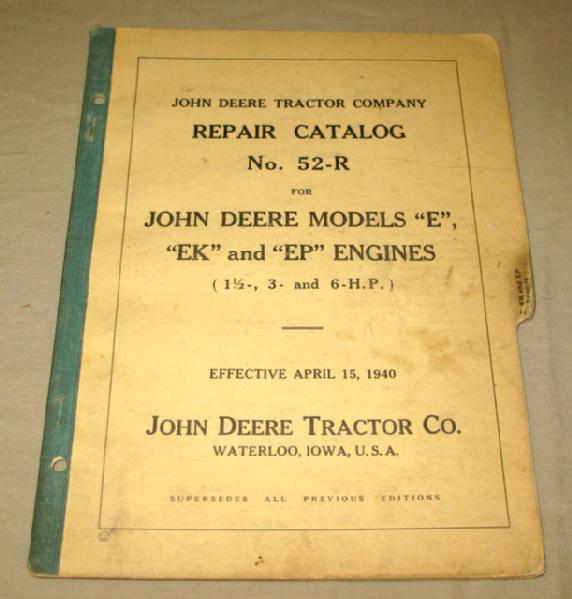 JOHN DEERE TRACTOR COMPANY
REPAIR CATALOG
No. 52-R
FOR
JOHN DEERE MODELS "E",
"EK" and "EP" ENGINES
( 1½-, 3- and 6-H.P. )
EFFECTIVE APRIL 15, 1940
JOHN DEERE TRACTOR CO.
WATERLOO, IOWA, U.S.A.
SUPERSEDES ALL PREVIOUS EDITIONS